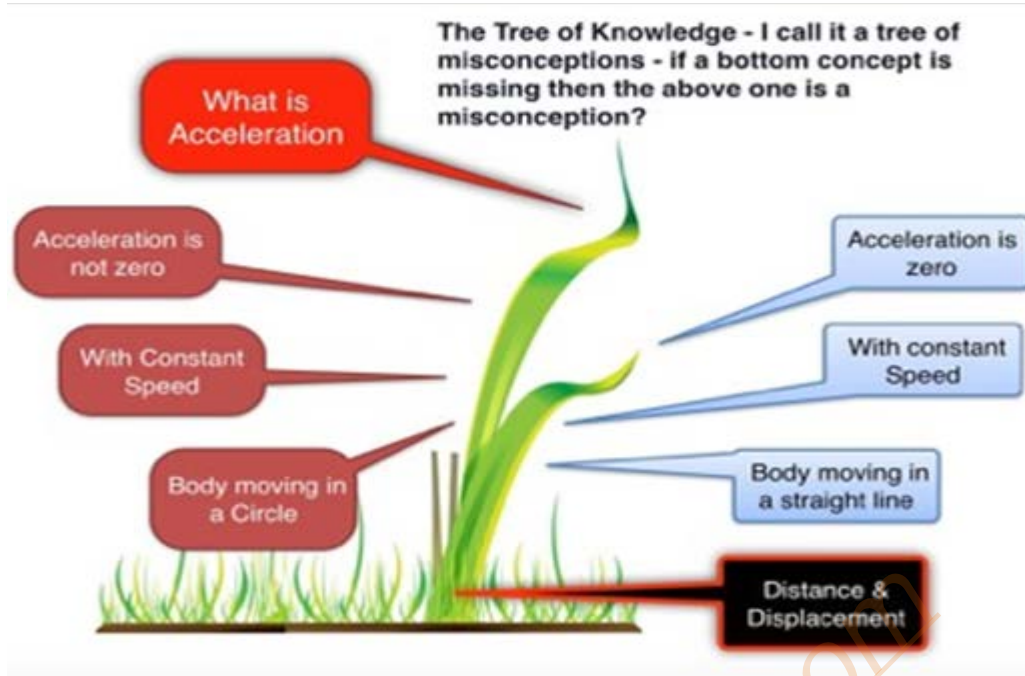 The Tree of Knowledge - I call it a tree of
misconceptions - if a bottom concept is
missing then the above one is a
misconception?
What is
Acceleration
Acceleration is
not zero
With Constant
Speed
Body moving in
a Circle
Acceleration is
zero
With constant
Speed
Body moving in
a straight line
Distance &
Displacement
om